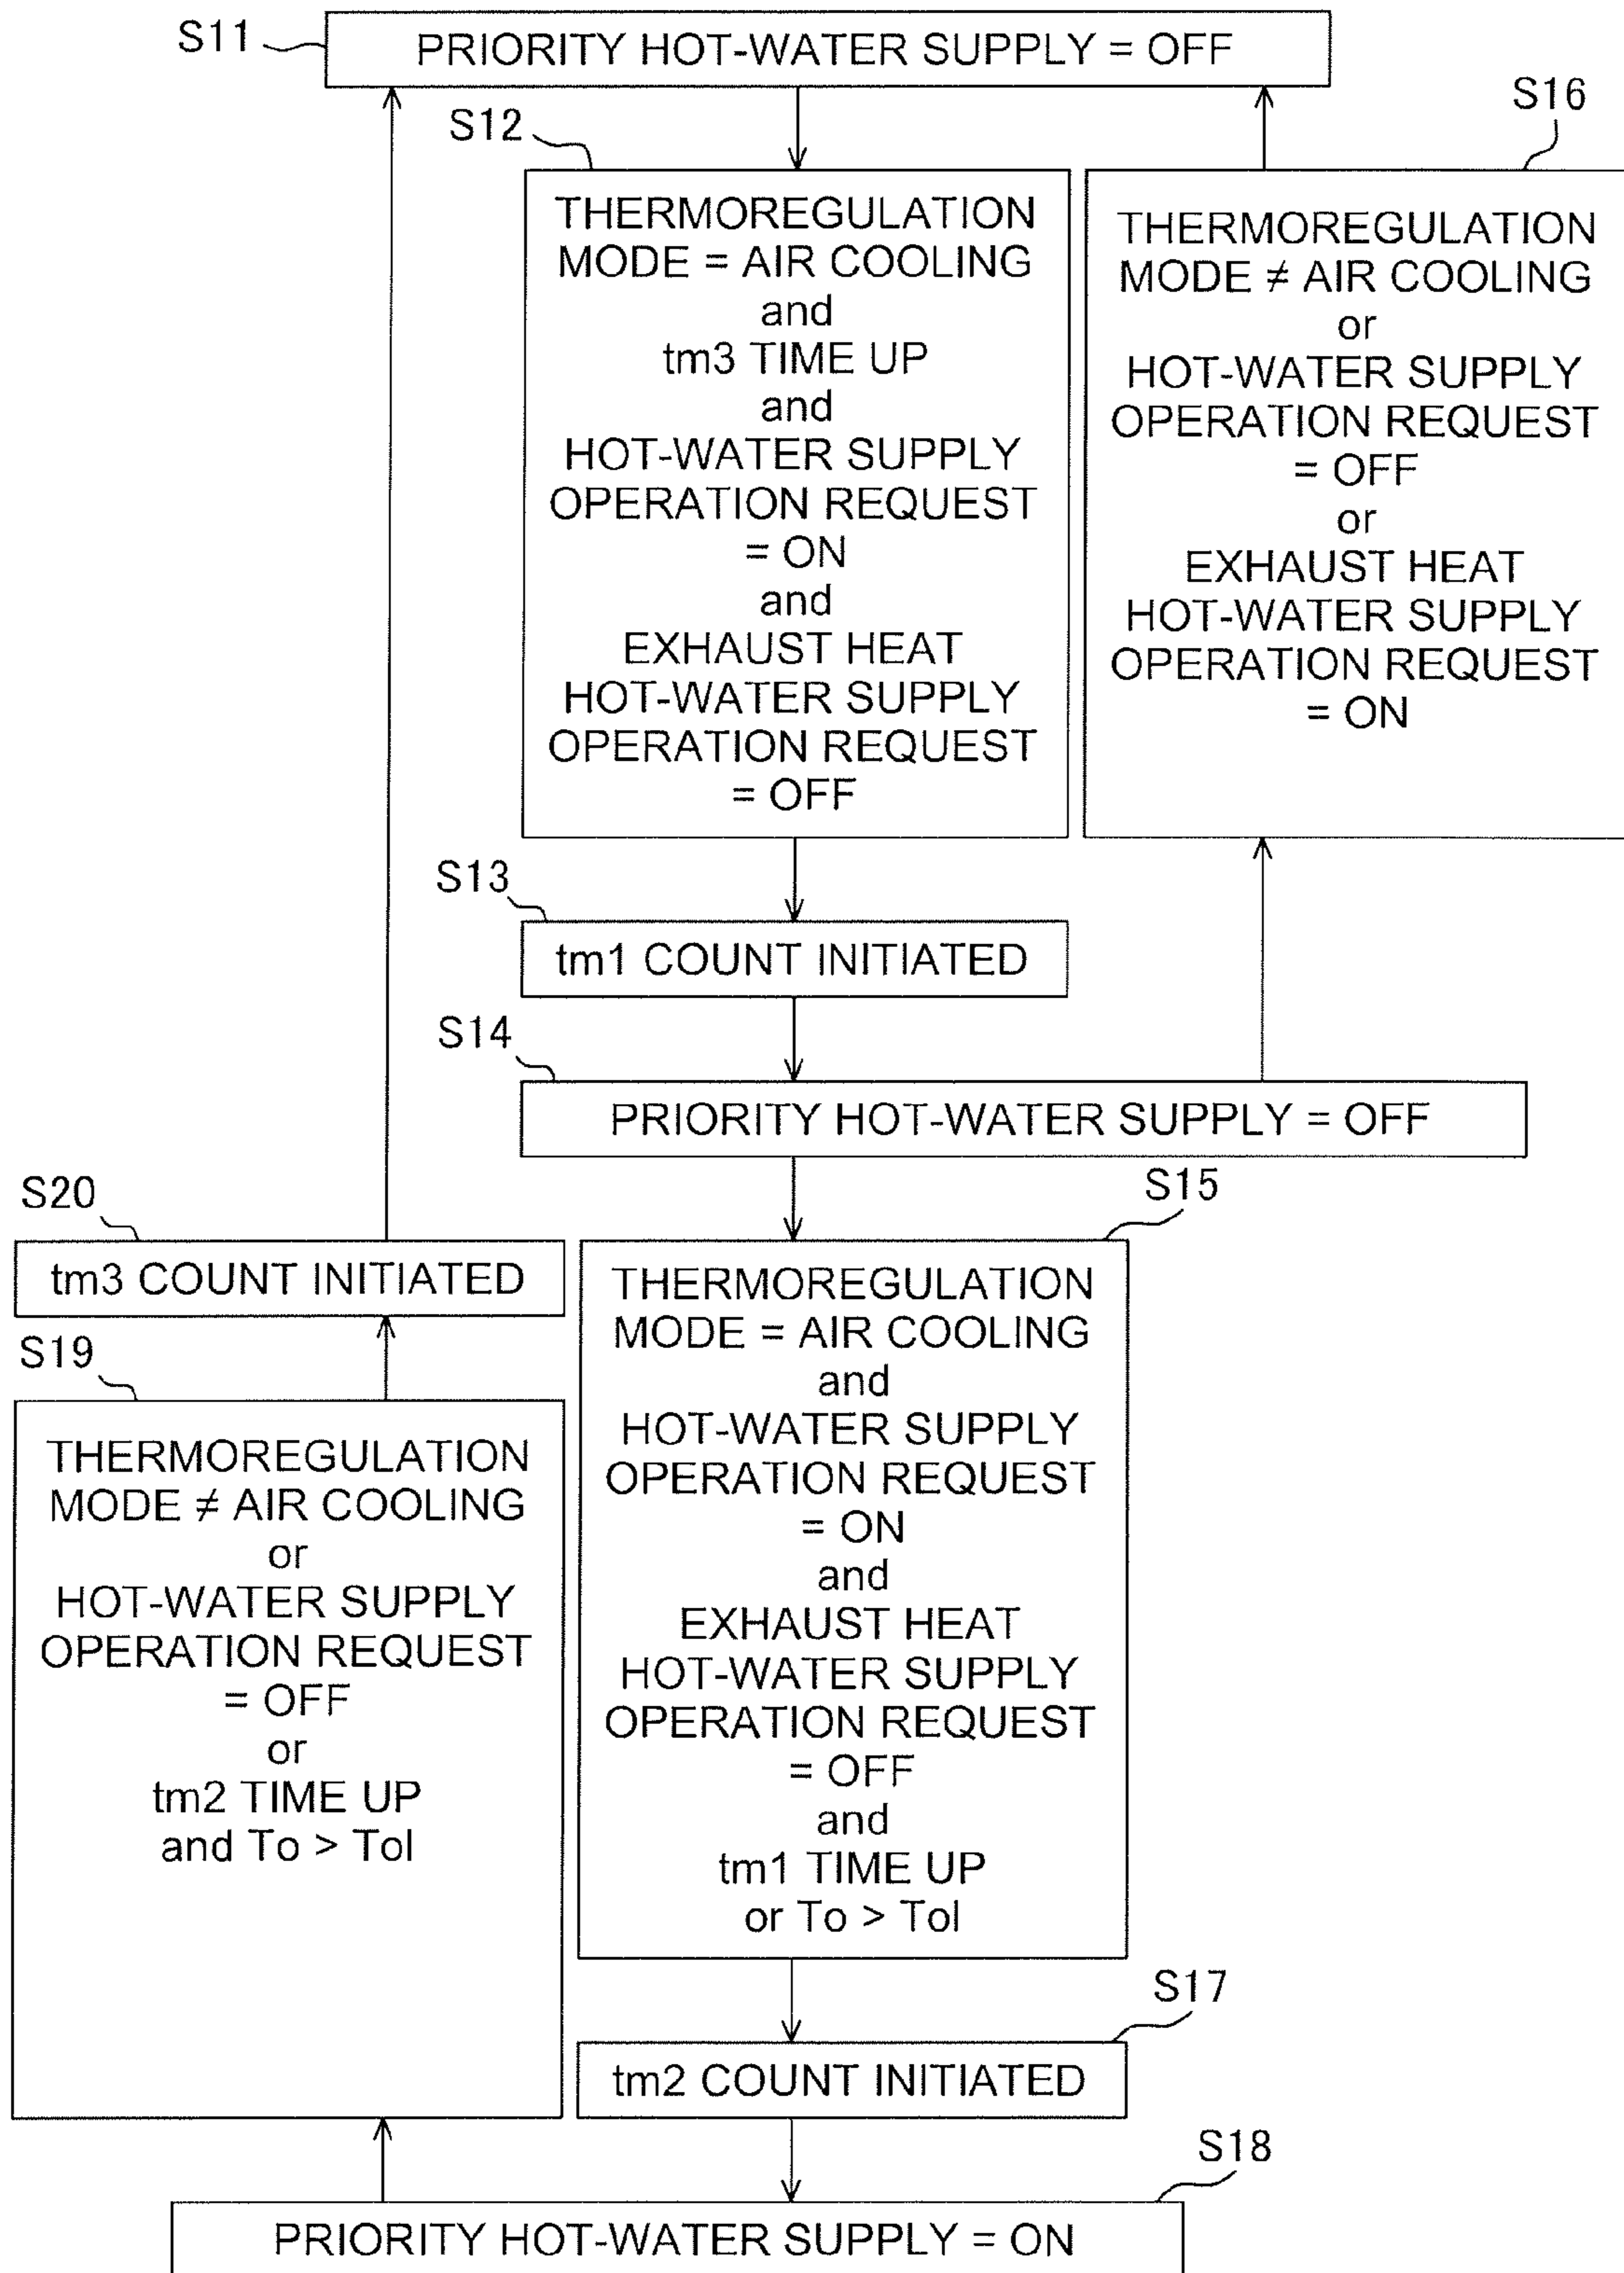 S11
PRIORITY HOT-WATER SUPPLY = OFF
S12
THERMOREGULATION
MODE = AIR COOLING
and
tm3 TIME UP
and
HOT-WATER SUPPLY
OPERATION REQUEST
= ON
and
EXHAUST HEAT
HOT-WATER SUPPLY
OPERATION REQUEST
= OFF
S16
THERMOREGULATION
MODE ≠ AIR COOLING
or
HOT-WATER SUPPLY
OPERATION REQUEST
= OFF
or
EXHAUST HEAT
HOT-WATER SUPPLY
OPERATION REQUEST
= ON
S13
tm1 COUNT INITIATED
S14
PRIORITY HOT-WATER SUPPLY = OFF
S15
THERMOREGULATION
MODE = AIR COOLING
and
HOT-WATER SUPPLY
OPERATION REQUEST
= ON
and
EXHAUST HEAT
HOT-WATER SUPPLY
OPERATION REQUEST
= OFF
and
tm1 TIME UP
or To > Tol
S20
tm3 COUNT INITIATED
S19
THERMOREGULATION
MODE ≠ AIR COOLING
or
HOT-WATER SUPPLY
OPERATION REQUEST
= OFF
or
tm2 TIME UP
and To > Tol
S17
tm2 COUNT INITIATED
S18
PRIORITY HOT-WATER SUPPLY = ON